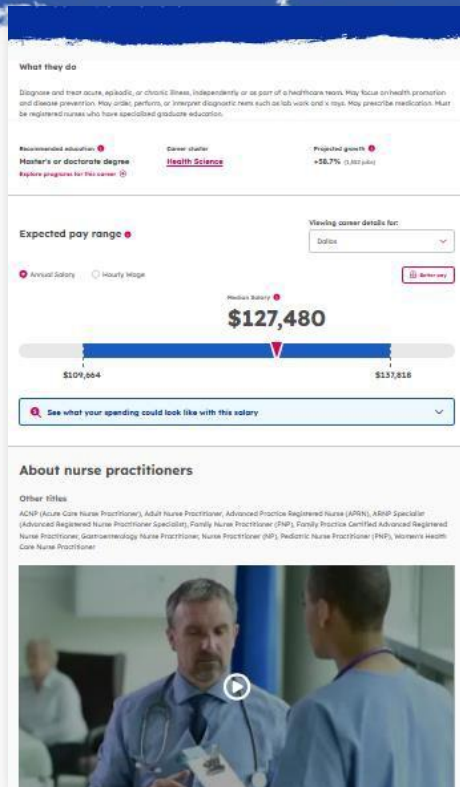 What they do
Diagnose and treat acute, episodic, or chronic illness, independently or as part of a healthcare team. May focus on health promotion
and disease prevention. May order, perform, or interpret diagnostic tests such as lab work and x rays. May prescribe medication. Must
be registered nurses who have specialized graduate education.
Recommended education
Master's or doctorate degree
Explore programs for this career
Career cluster
Health Science
Projected growth
+58.7%
Expected pay range
Viewing career details for:
Dallas
Annual Salary
Hourly Wage
Enter pay
Median Salary
$127,480
$109,664
$137,818
See what your spending could look like with this salary
About nurse practitioners
Other titles
ACNP (Acute Care Nurse Practitioner), Adult Nurse Practitioner, Advanced Practice Registered Nurse (APRN), ARNP Specialist
(Advanced Registered Nurse Practitioner Specialist), Family Nurse Practitioner (FNP), Family Practice Certified Advanced Registered
Nurse Practitioner, Gastroenterology Nurse Practitioner, Nurse Practitioner (NP), Pediatric Nurse Practitioner (PNP), Women's Health
Care Nurse Practitioner